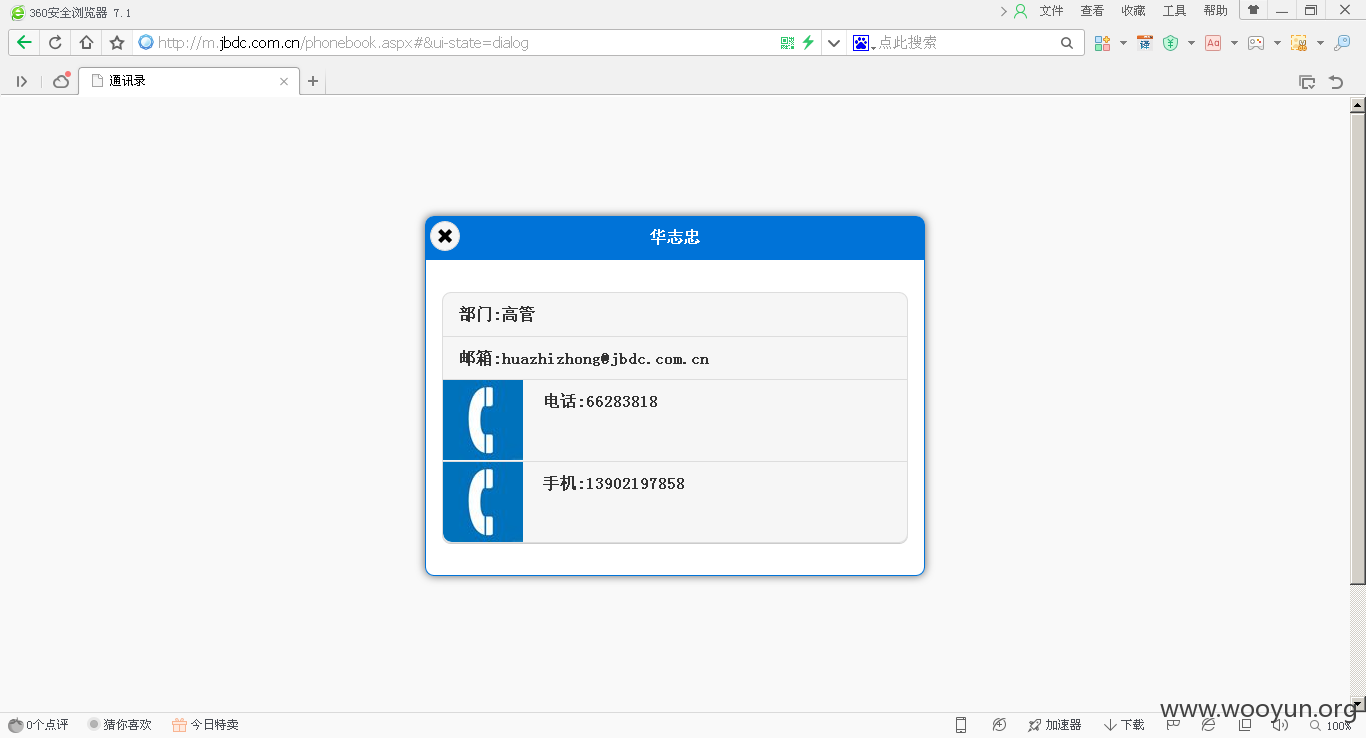 360安全浏览器 7.1
文件 查看 收藏 工具 帮助
http://m.jbdc.com.cn/phonebook.aspx#&ui-state=dialog
点此搜索
译
Aa
通讯录
华志忠
部门:高管
邮箱:huazhizhong@jbdc.com.cn
电话:66283818
手机:13902197858
www.wooyun.org
0个点评 猜你喜欢 今日特卖
加速器 下载 100%